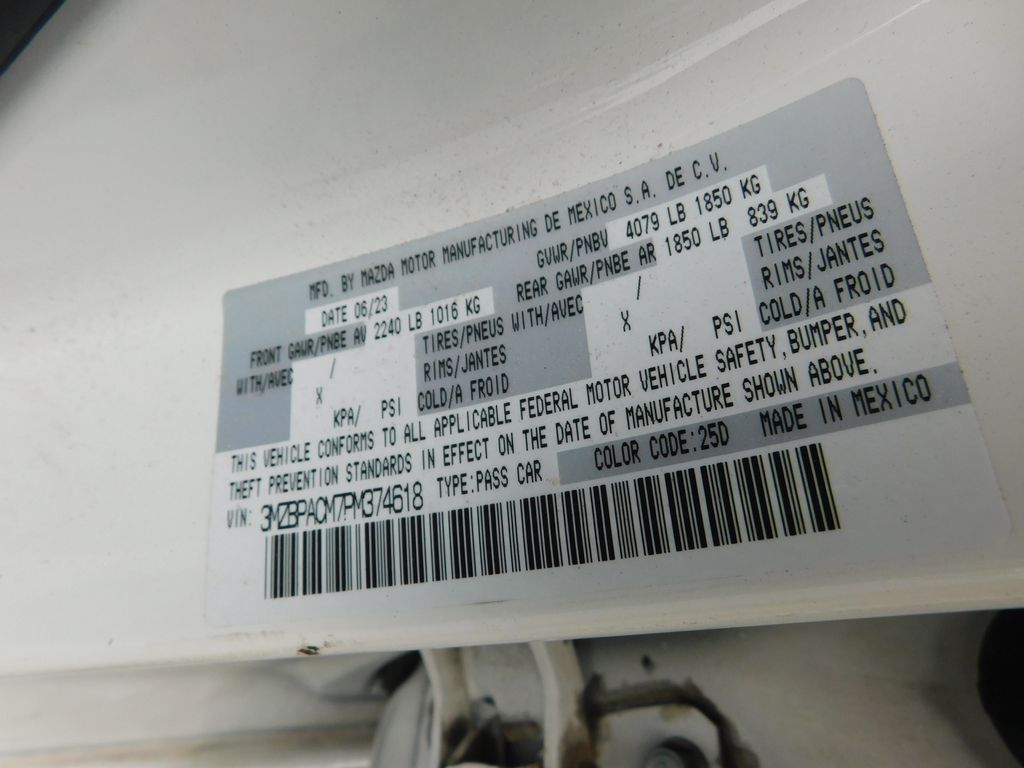 MFD. BY MAZDA MOTOR MANUFACTURING DE MEXICO S.A. DE C.V.
DATE 06/23 GVWR/PNBV 4079 LB 1850 KG
FRONT GAWR/PNBE AV 2240 LB 1016 KG REAR GAWR/PNBE AR 1850 LB 839 KG
WITH/AVEC / TIRES/PNEUS WITH/AVEC / TIRES/PNEUS
X RIMS/JANTES X RIMS/JANTES
KPA/ PSI COLD/A FROID KPA/ PSI COLD/A FROID
THIS VEHICLE CONFORMS TO ALL APPLICABLE FEDERAL MOTOR VEHICLE SAFETY, BUMPER, AND
THEFT PREVENTION STANDARDS IN EFFECT ON THE DATE OF MANUFACTURE SHOWN ABOVE.
VIN: 3MZBPACM7PM374618 TYPE:PASS CAR COLOR CODE:25D MADE IN MEXICO